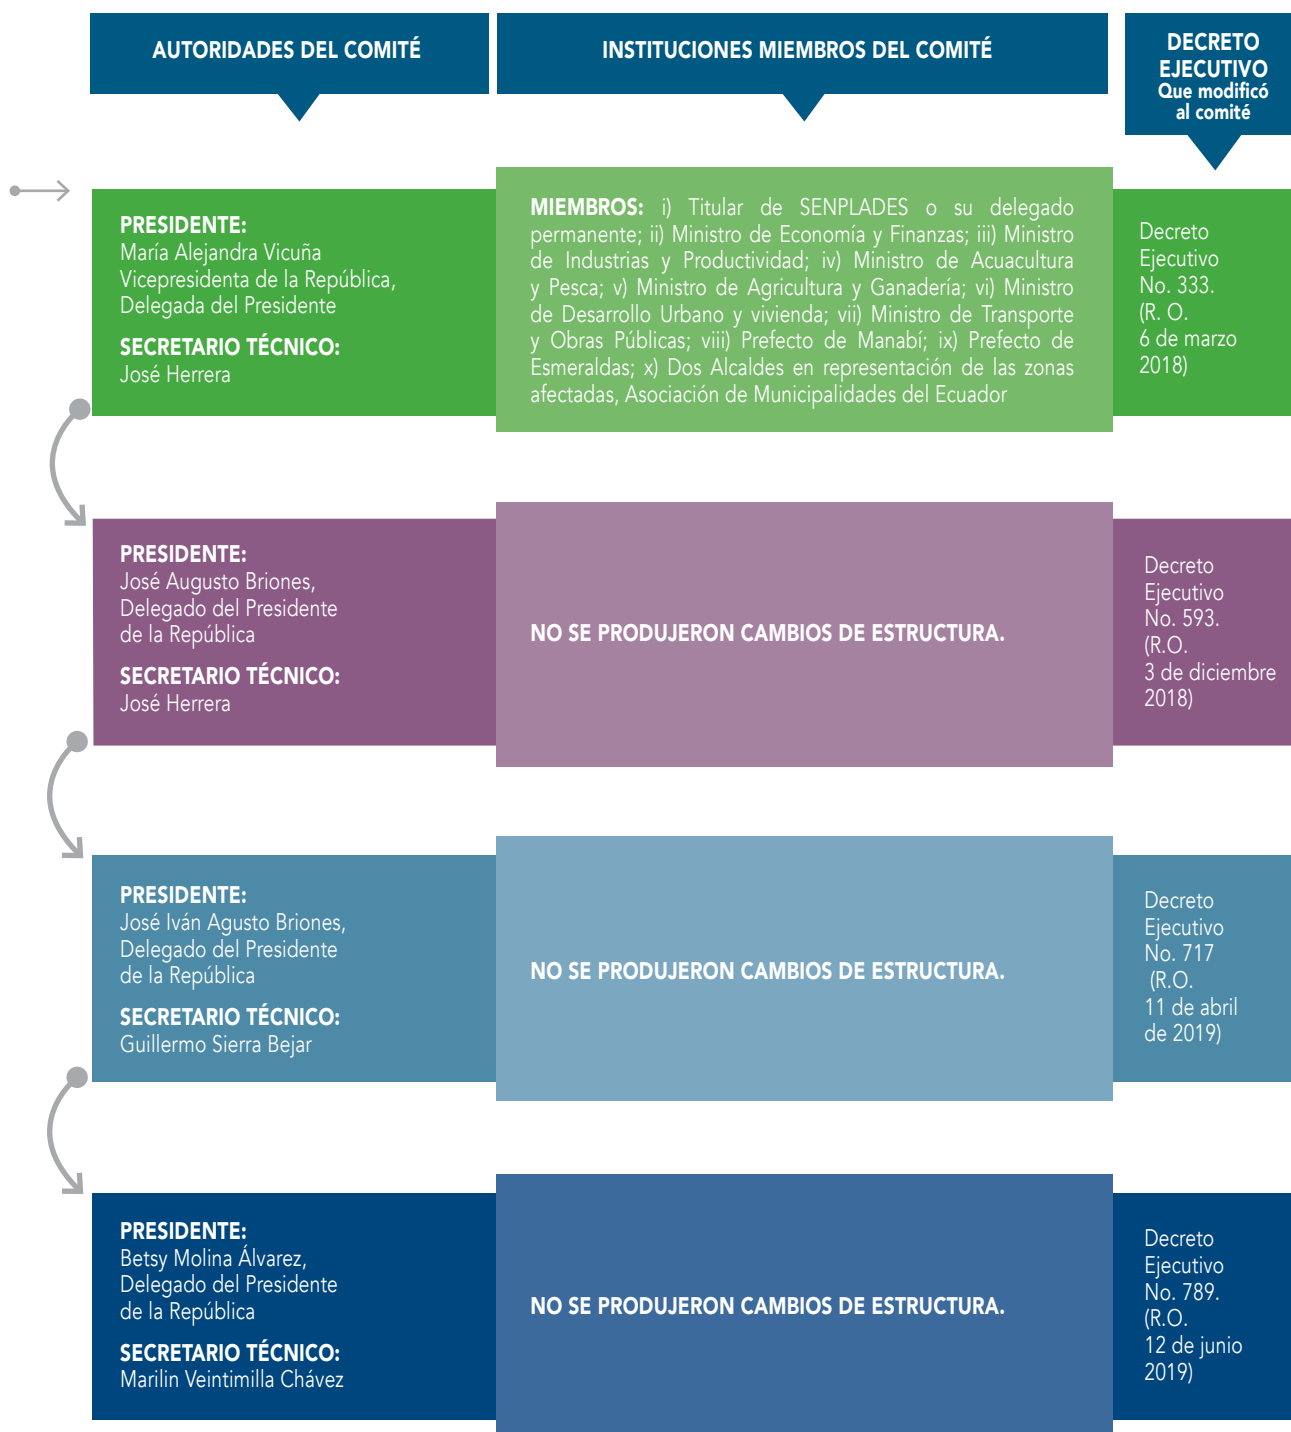 AUTORIDADES DEL COMITÉ
INSTITUCIONES MIEMBROS DEL COMITÉ
DECRETO
EJECUTIVO
Que modificó
al comité
PRESIDENTE:
María Alejandra Vicuña
Vicepresidenta de la República,
Delegada del Presidente
SECRETARIO TÉCNICO:
José Herrera
MIEMBROS: i) Titular de SENPLADES o su delegado
permanente; ii) Ministro de Economía y Finanzas; iii) Ministro
de Industrias y Productividad; iv) Ministro de Acuacultura
y Pesca; v) Ministro de Agricultura y Ganadería; vi) Ministro
de Desarrollo Urbano y vivienda; vii) Ministro de Transporte
y Obras Públicas; viii) Prefecto de Manabí; ix) Prefecto de
Esmeraldas; x) Dos Alcaldes en representación de las zonas
afectadas, Asociación de Municipalidades del Ecuador
Decreto
Ejecutivo
No. 333.
(R. O.
6 de marzo
2018)
PRESIDENTE:
José Augusto Briones,
Delegado del Presidente
de la República
SECRETARIO TÉCNICO:
José Herrera
NO SE PRODUJERON CAMBIOS DE ESTRUCTURA.
Decreto
Ejecutivo
No. 593.
(R.O.
3 de diciembre
2018)
PRESIDENTE:
José Iván Agusto Briones,
Delegado del Presidente
de la República
SECRETARIO TÉCNICO:
Guillermo Sierra Bejar
NO SE PRODUJERON CAMBIOS DE ESTRUCTURA.
Decreto
Ejecutivo
No. 717
(R.O.
11 de abril
de 2019)
PRESIDENTE:
Betsy Molina Álvarez,
Delegado del Presidente
de la República
SECRETARIO TÉCNICO:
Marilin Veintimilla Chávez
NO SE PRODUJERON CAMBIOS DE ESTRUCTURA.
Decreto
Ejecutivo
No. 789.
(R.O.
12 de junio
2019)